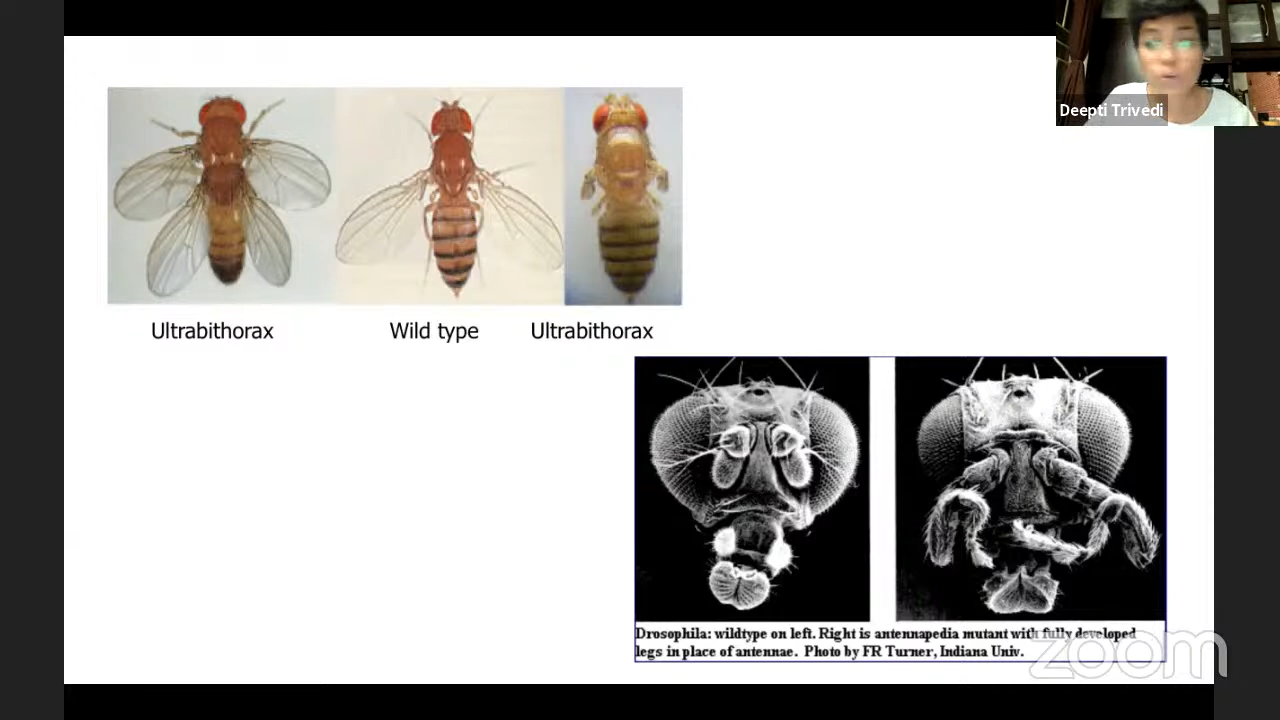 Deepti Trivedi
Ultrabithorax
Wild type
Ultrabithorax
Drosophila: wildtype on left. Right is antennapedia mutant with fully developed
legs in place of antennae. Photo by FR Turner, Indiana Univ.
zoom